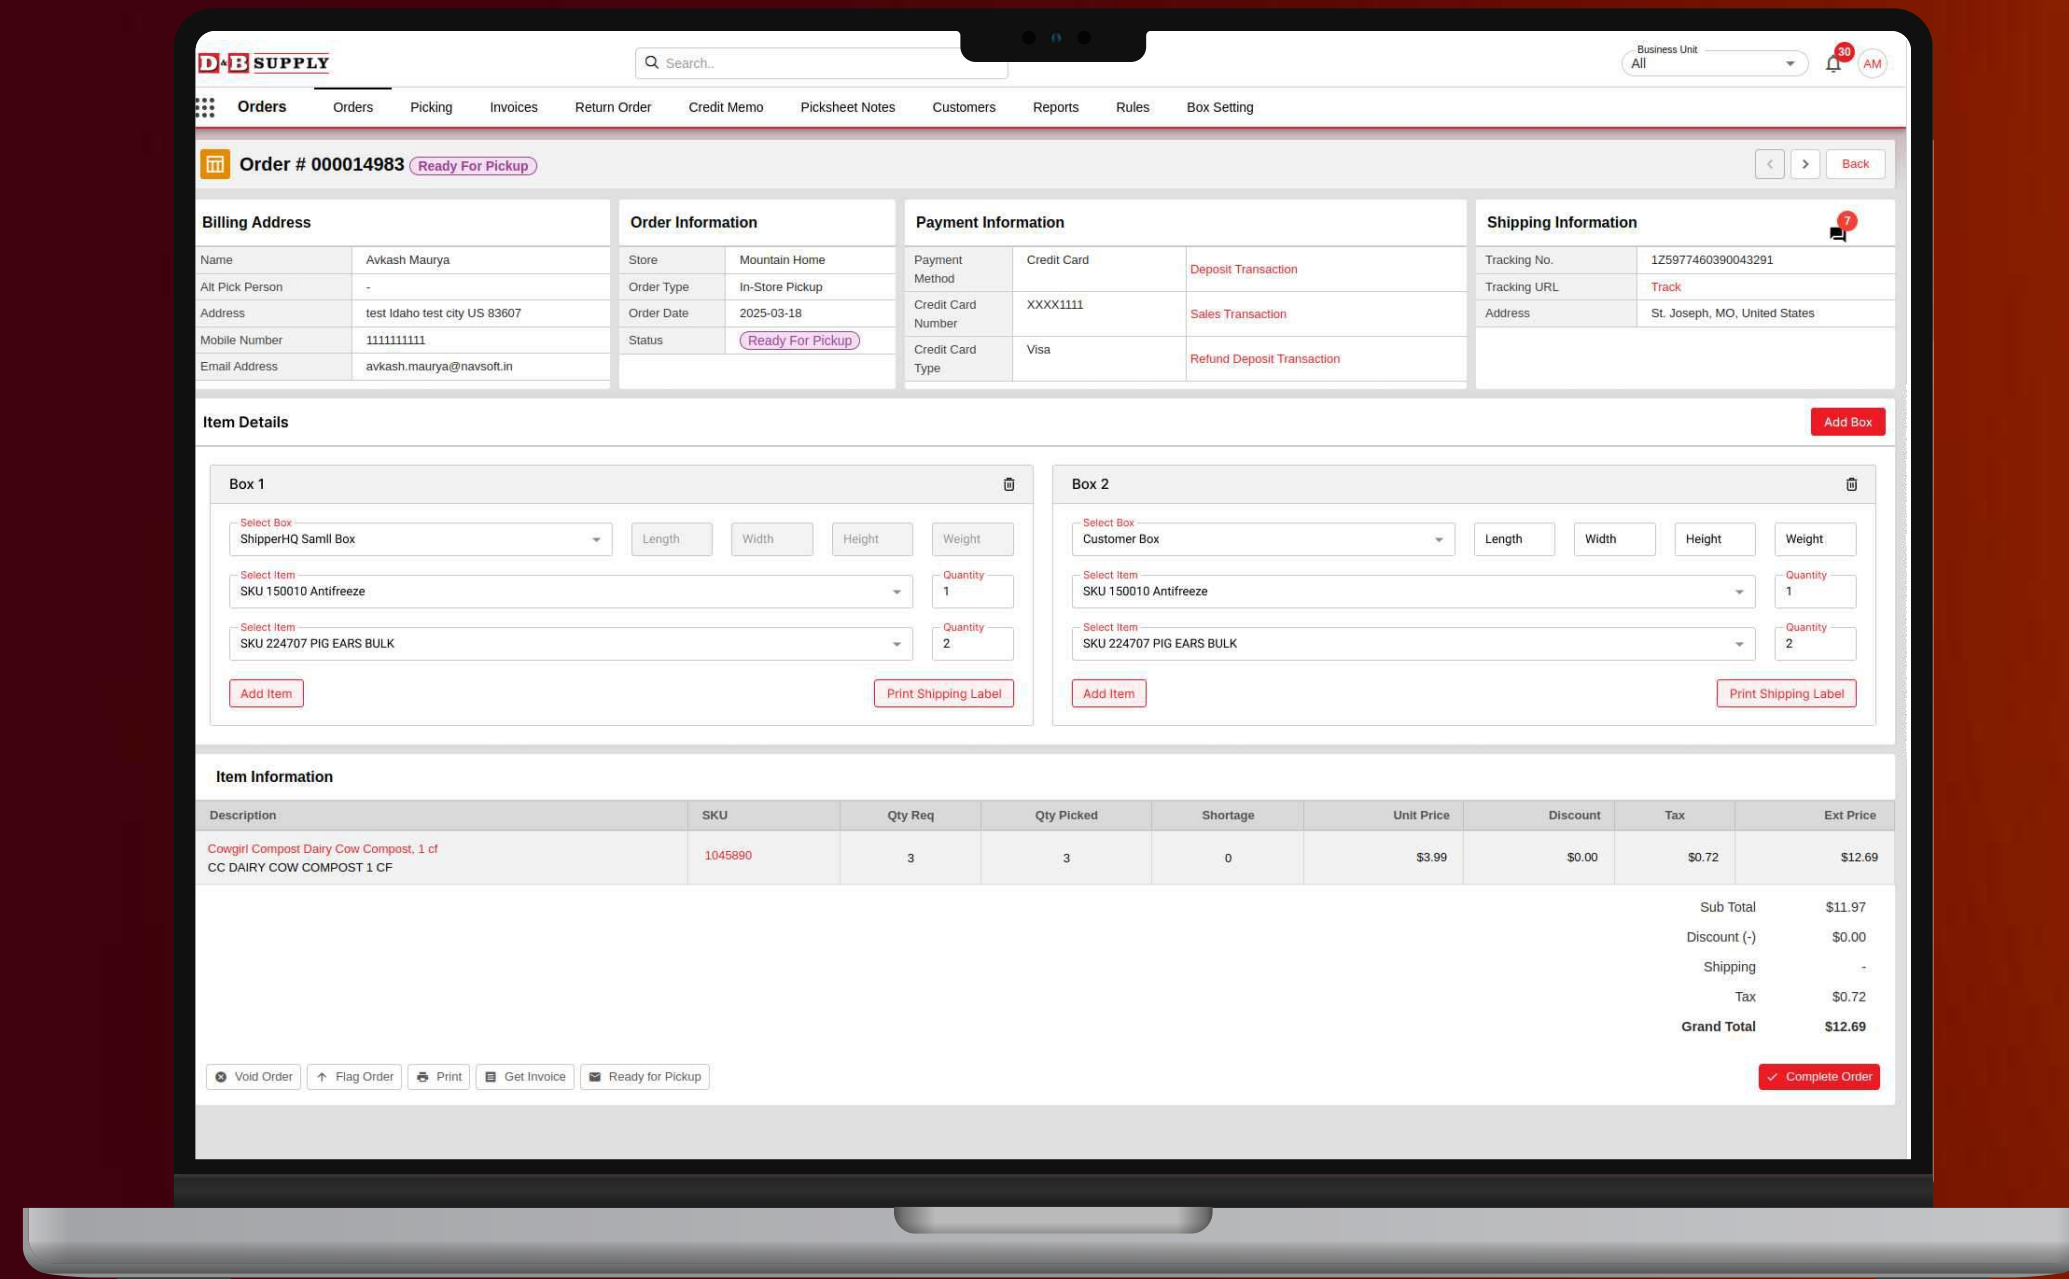 D&B SUPPLY
Search..
Business Unit
All
30
AM
Orders
Orders Picking Invoices Return Order Credit Memo Picksheet Notes Customers Reports Rules Box Setting
Order # 000014983 Ready For Pickup
Back
Billing Address
Name Avkash Maurya
Alt Pick Person -
Address test Idaho test city US 83607
Mobile Number 1111111111
Email Address avkash.maurya@navsoft.in
Order Information
Store Mountain Home
Order Type In-Store Pickup
Order Date 2025-03-18
Status Ready For Pickup
Payment Information
Payment Method Credit Card Deposit Transaction
Credit Card Number XXXX1111 Sales Transaction
Credit Card Type Visa Refund Deposit Transaction
Shipping Information
7
Tracking No. 1Z5977460390043291
Tracking URL Track
Address St. Joseph, MO, United States
Item Details
Add Box
Box 1
Select Box
ShipperHQ Samll Box Length Width Height Weight
Select Item Quantity
SKU 150010 Antifreeze 1
Select Item Quantity
SKU 224707 PIG EARS BULK 2
Add Item Print Shipping Label
Box 2
Select Box
Customer Box Length Width Height Weight
Select Item Quantity
SKU 150010 Antifreeze 1
Select Item Quantity
SKU 224707 PIG EARS BULK 2
Add Item Print Shipping Label
Item Information
Description SKU Qty Req Qty Picked Shortage Unit Price Discount Tax Ext Price
Cowgirl Compost Dairy Cow Compost, 1 cf
CC DAIRY COW COMPOST 1 CF
1045890 3 3 0 $3.99 $0.00 $0.72 $12.69
Sub Total $11.97
Discount (-) $0.00
Shipping -
Tax $0.72
Grand Total $12.69
Void Order Flag Order Print Get Invoice Ready for Pickup
Complete Order